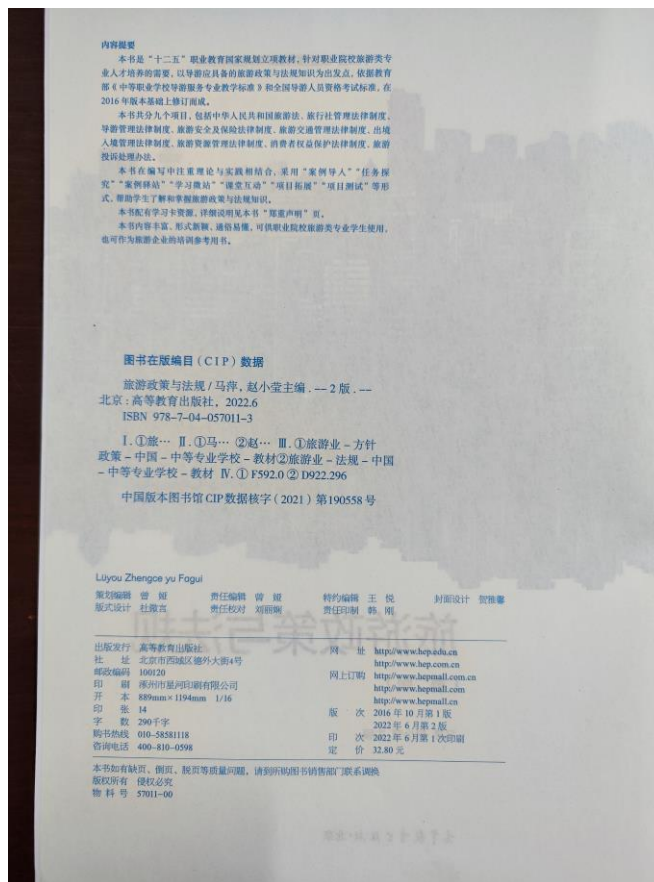 内容提要
本书是“十二五”职业教育国家规划立项教材，针对职业院校旅游类专
业人才培养的需要，以导游应具备的旅游政策与法规知识为出发点，依据教育
部《中等职业学校导游服务专业教学标准》和全国导游人员资格考试标准，在
2016年版本基础上修订而成。
本书共分九个项目，包括中华人民共和国旅游法、旅行社管理法律制度、
导游管理法律制度、旅游安全及保险法律制度、旅游交通管理法律制度、出境
入境管理法律制度、旅游资源管理法律制度、消费者权益保护法律制度、旅游
投诉处理办法。
本书在编写中注重理论与实践相结合，采用“案例导入”“任务探
究”“案例驿站”“学习微站”“课堂互动”“项目拓展”“项目测试”等形
式，帮助学生了解和掌握旅游政策与法规知识。
本书配有学习卡资源，详细说明见本书“郑重声明”页。
本书内容丰富，形式新颖，通俗易懂，可供职业院校旅游类专业学生使用，
也可作为旅游企业的培训参考用书。
图书在版编目（CIP）数据
旅游政策与法规/马萍，赵小莹主编．--2版．--
北京：高等教育出版社，2022.6
ISBN 978-7-04-057011-3
Ⅰ．①旅… Ⅱ．①马… ②赵… Ⅲ．①旅游业-方针
政策-中国-中等专业学校-教材②旅游业-法规-中国
-中等专业学校-教材 Ⅳ．①F592.0②D922.296
中国版本图书馆CIP数据核字（2021）第190558号
Lüyou Zhengce yu Fagui
策划编辑 曾娅 责任编辑 曾娅 特约编辑 王悦 封面设计 贺雅馨
版式设计 杜微言 责任校对 刘丽娴 责任印制 韩刚
出版发行 高等教育出版社 网址 http://www.hep.edu.cn
社址 北京市西城区德外大街4号 http://www.hep.com.cn
邮政编码 100120 网上订购 http://www.hepmall.com.cn
印刷 涿州市星河印刷有限公司 http://www.hepmall.com
开本 889mm×1194mm 1/16 http://www.hepmall.cn
印张 14 版次 2016年10月第1版
字数 290千字 2022年6月第2版
购书热线 010-58581118 印次 2022年6月第1次印刷
咨询电话 400-810-0598 定价 32.80元
本书如有缺页、倒页、脱页等质量问题，请到所购图书销售部门联系调换
版权所有 侵权必究
物料号 57011-00